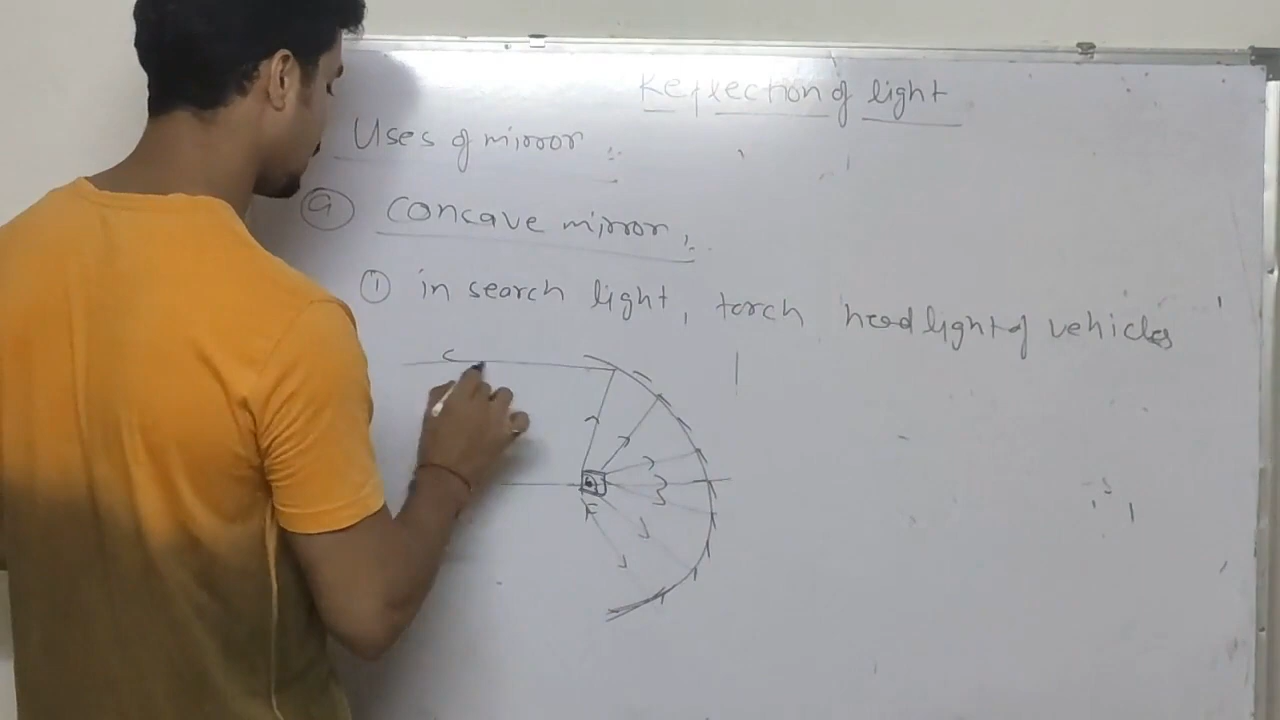 Reflection of light
Uses of mirror :
a concave mirror :
1 in search light, torch head light of vehicles
F